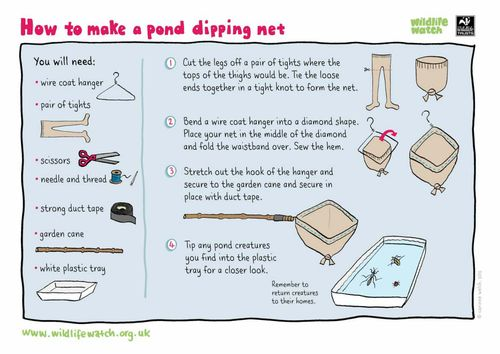 How to make a pond dipping net
wildlife
watch
You will need:
• wire coat hanger
• pair of tights
• scissors
• needle and thread
• strong duct tape
• garden cane
• white plastic tray
1 Cut the legs off a pair of tights where the
tops of the thighs would be. Tie the loose
ends together in a tight knot to form the net.
2 Bend a wire coat hanger into a diamond shape.
Place your net in the middle of the diamond
and fold the waistband over. Sew the hem.
3 Stretch out the hook of the hanger and
secure to the garden cane and secure in
place with duct tape.
4 Tip any pond creatures
you find into the plastic
tray for a closer look.
Remember to
return creatures
to their homes.
www.wildlifewatch.org.uk